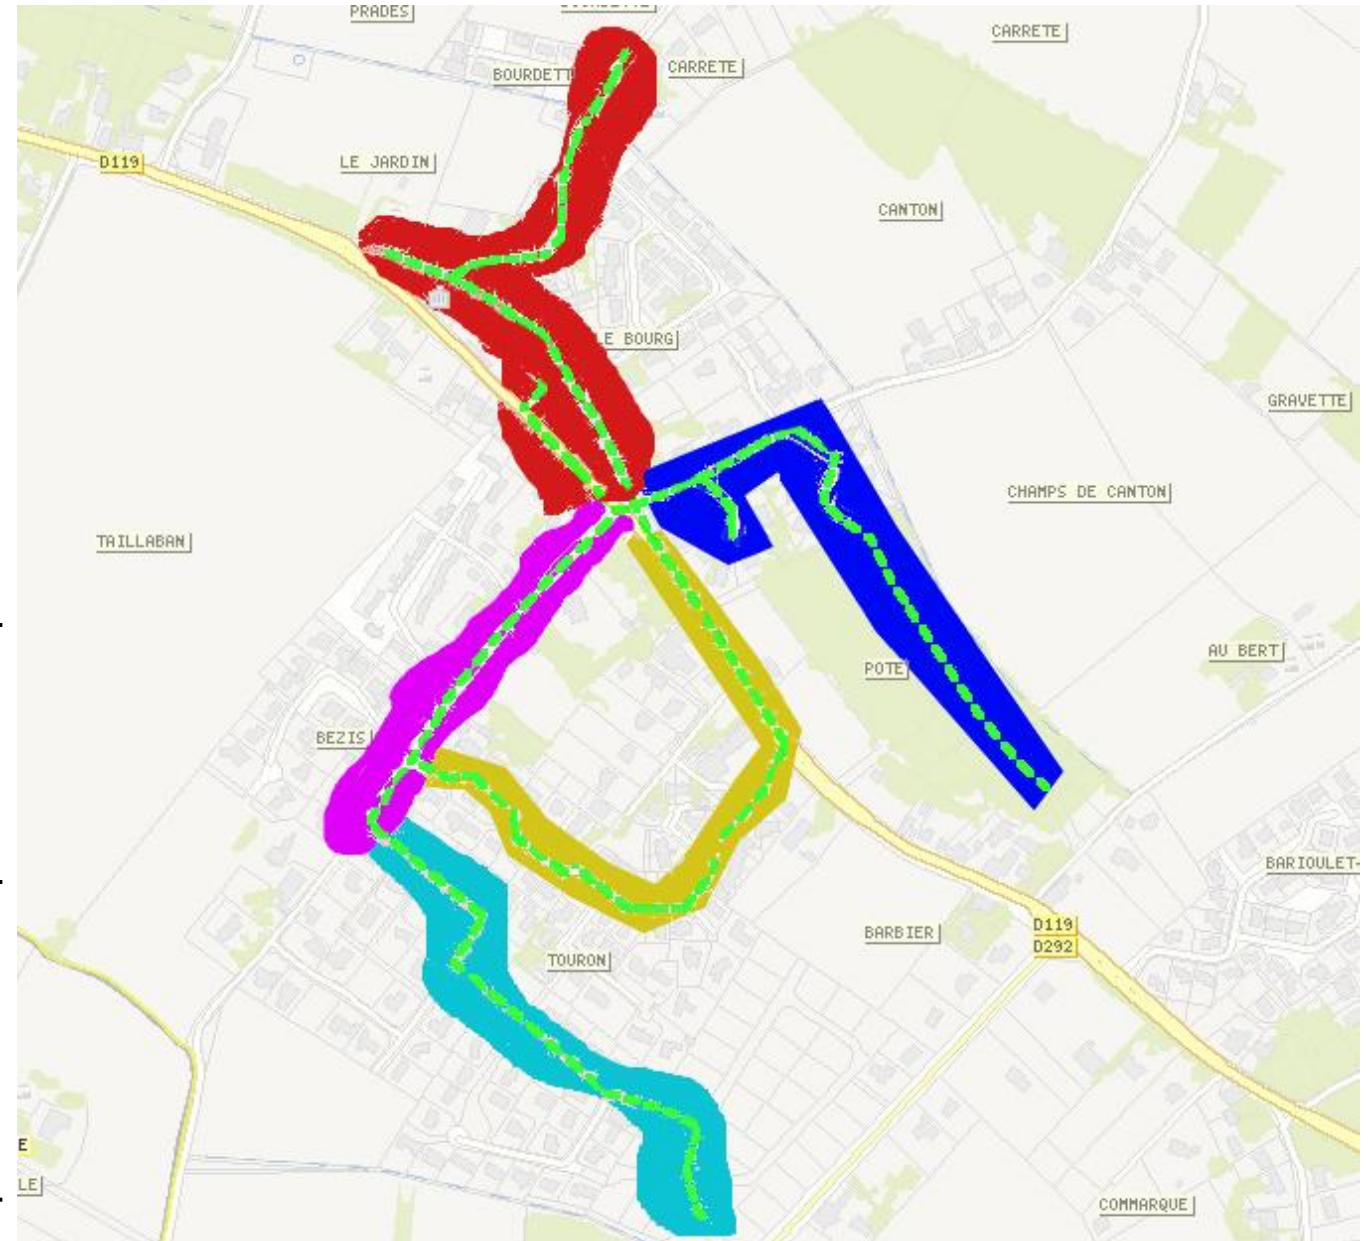 PRADES
CARRETE
BOURDETT
CARRETE
D119
LE JARDIN
CANTON
E BOURG
GRAVETTE
CHAMPS DE CANTON
TAILLABAN
AU BERT
POTE
BEZIS
BARIOULET-
D119
BARBIER
D292
TOURON
E
LE
COMMARQUE